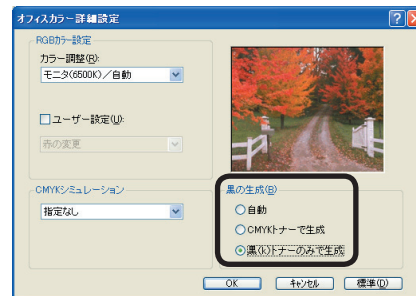 オフィスカラー詳細設定
RGBカラー設定
カラー調整(R):
モニタ(6500K)／自動
ユーザー設定(U):
赤の変更
CMYKシミュレーション
指定なし
黒の生成(B)
自動
CMYKトナーで生成
黒(k)トナーのみで生成
OK
キャンセル
標準(D)